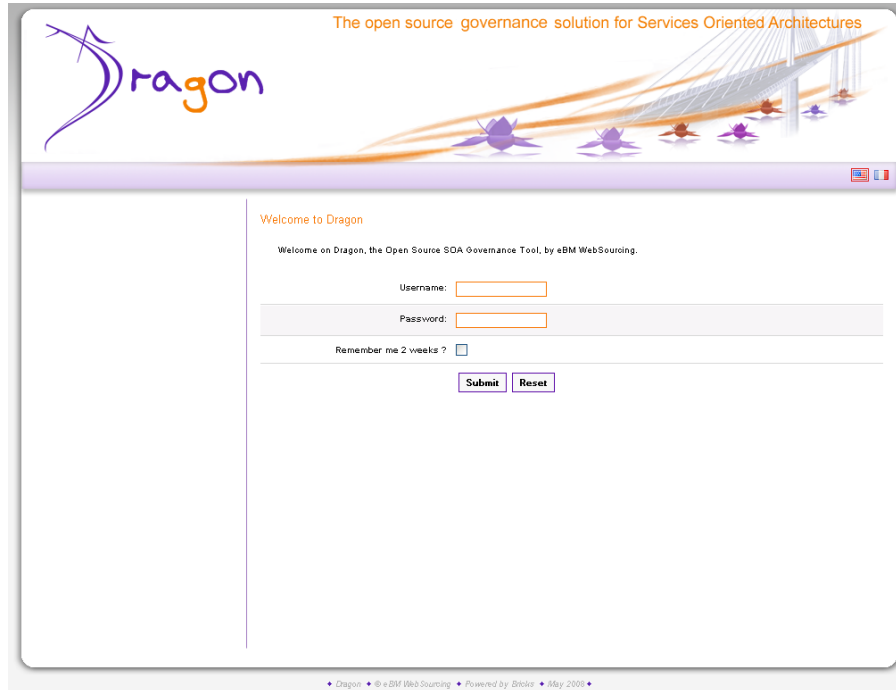 The open source governance solution for Services Oriented Architectures
Dragon
Welcome to Dragon
Welcome on Dragon, the Open Source SOA Governance Tool, by eBM WebSourcing.
Username:
Password:
Remember me 2 weeks ?
Submit Reset
Dragon © eBM WebSourcing Powered by Bricks May 2008